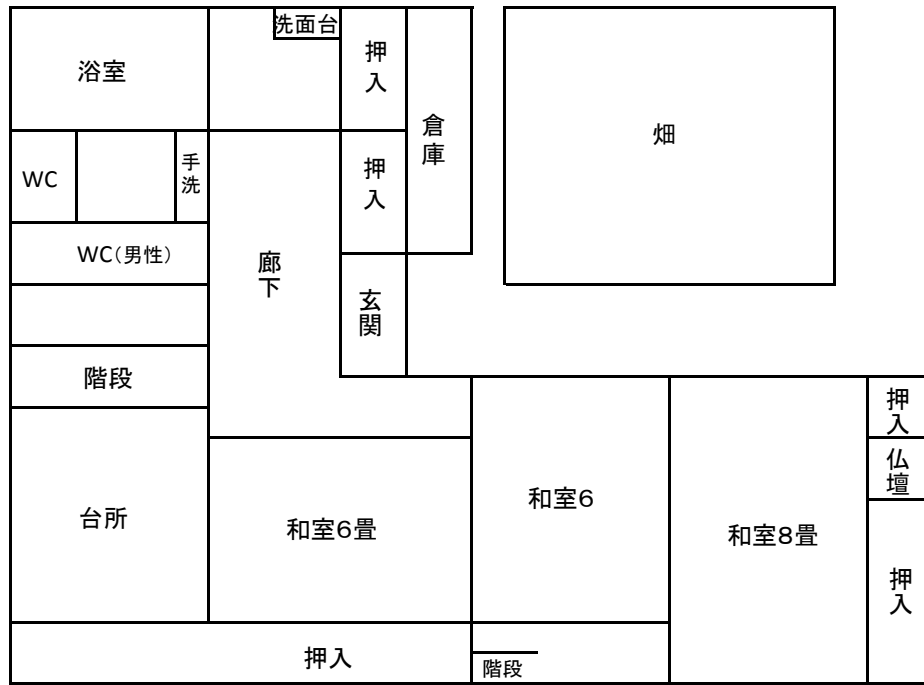 洗面台
浴室
押入
倉庫
畑
WC
手洗
押入
WC(男性)
廊下
玄関
階段
押入
仏壇
台所
和室6畳
和室6
和室8畳
押入
押入
階段